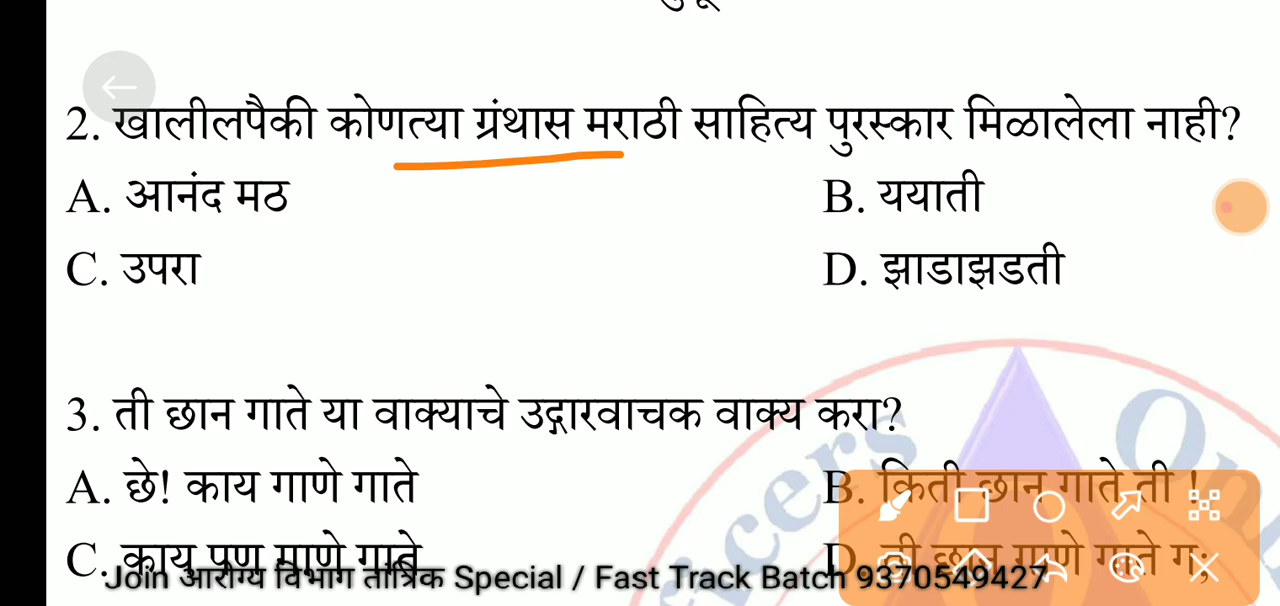 2. खालीलपैकी कोणत्या ग्रंथास मराठी साहित्य पुरस्कार मिळालेला नाही?
A. आनंद मठ B. ययाती
C. उपरा D. झाडाझडती
3. ती छान गाते या वाक्याचे उद्गारवाचक वाक्य करा?
A. छे! काय गाणे गाते B. किती छान गाते ती !
C. काय पण गाणे गाते D. ती छान गाणे गाते
Join आरोग्य विभाग तांत्रिक Special / Fast Track Batch 9370549427